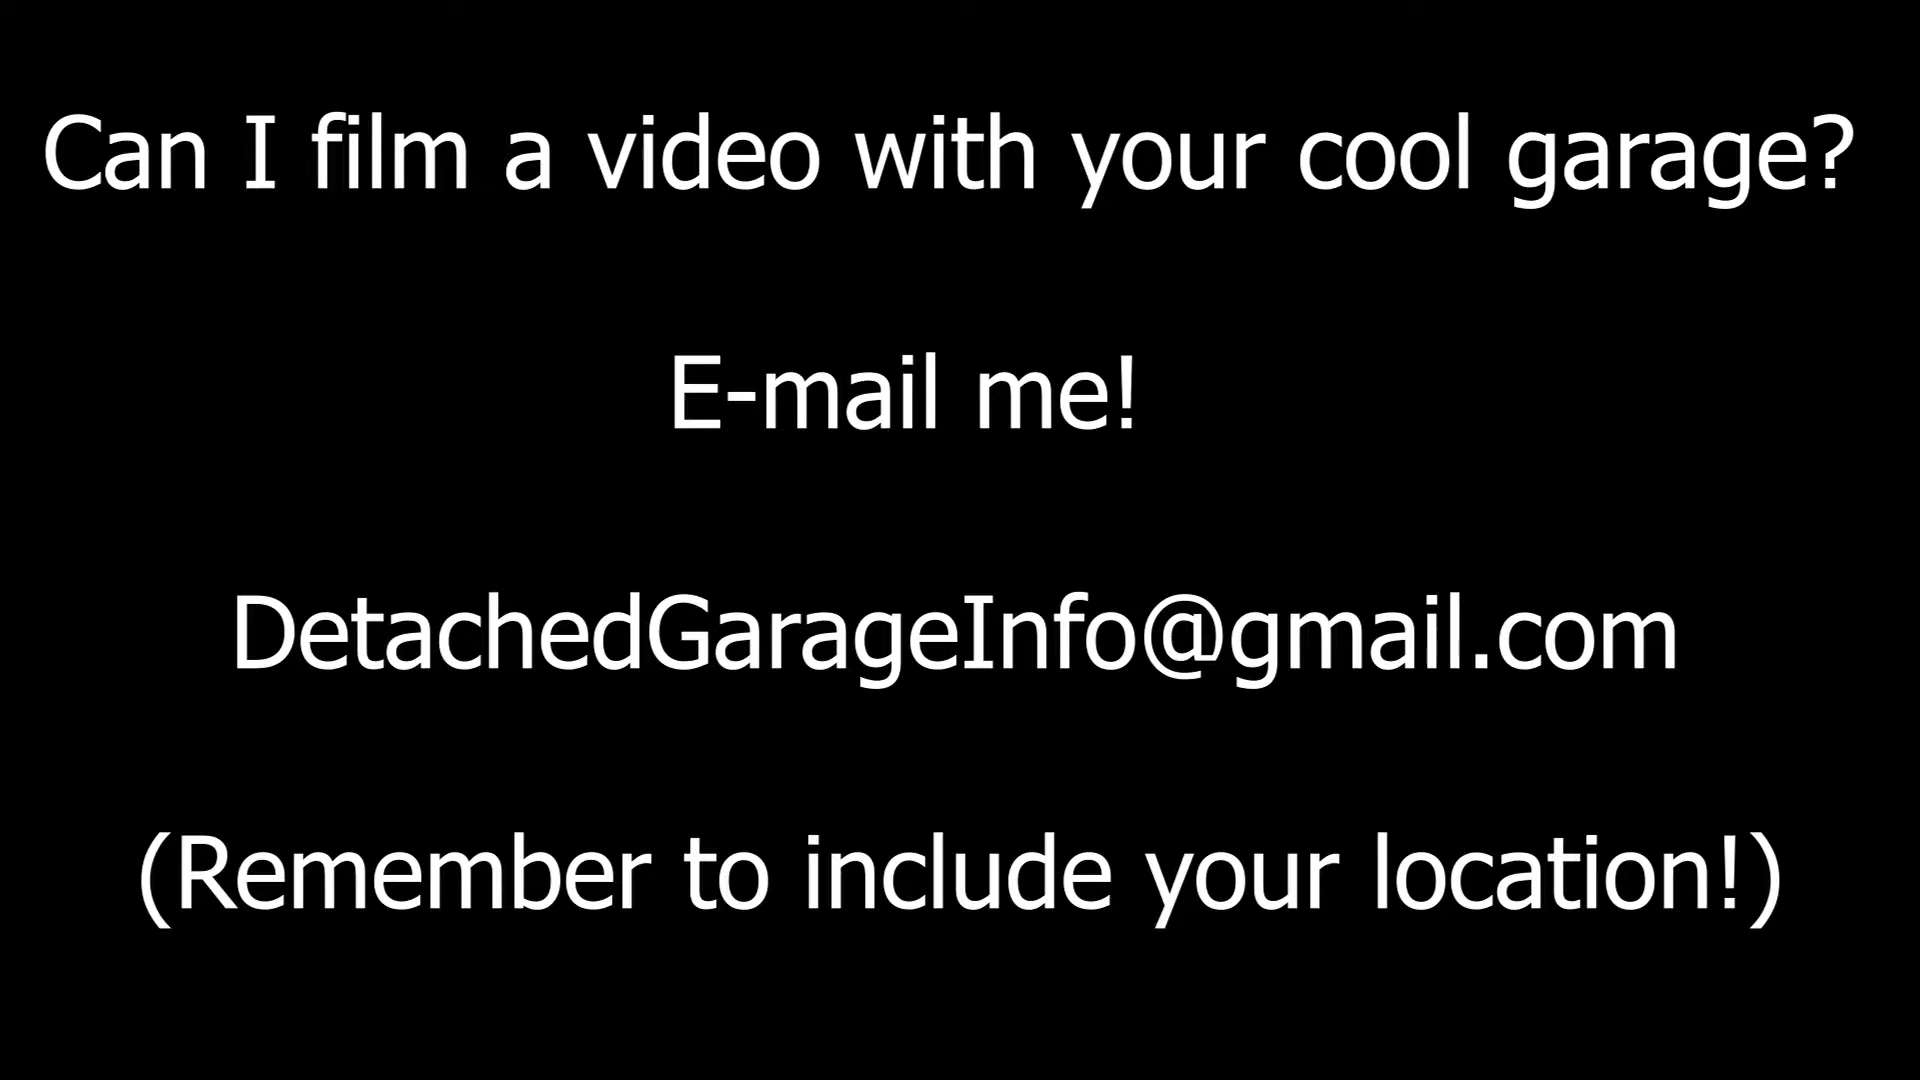 Can I film a video with your cool garage?
E-mail me!
DetachedGarageInfo@gmail.com
(Remember to include your location!)